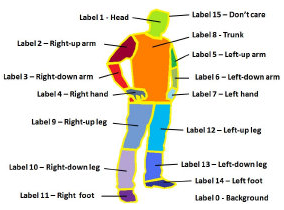 Label 1 - Head
Label 15 – Don't care
Label 8 - Trunk
Label 2 – Right-up arm
Label 5 – Left-up arm
Label 3 – Right-down arm
Label 6 – Left-down arm
Label 4 – Right hand
Label 7 – Left hand
Label 9 - Right-up leg
Label 12 – Left-up leg
Label 10 – Right-down leg
Label 13 – Left-down leg
Label 14 – Left foot
Label 11 – Right foot
Label 0 - Background